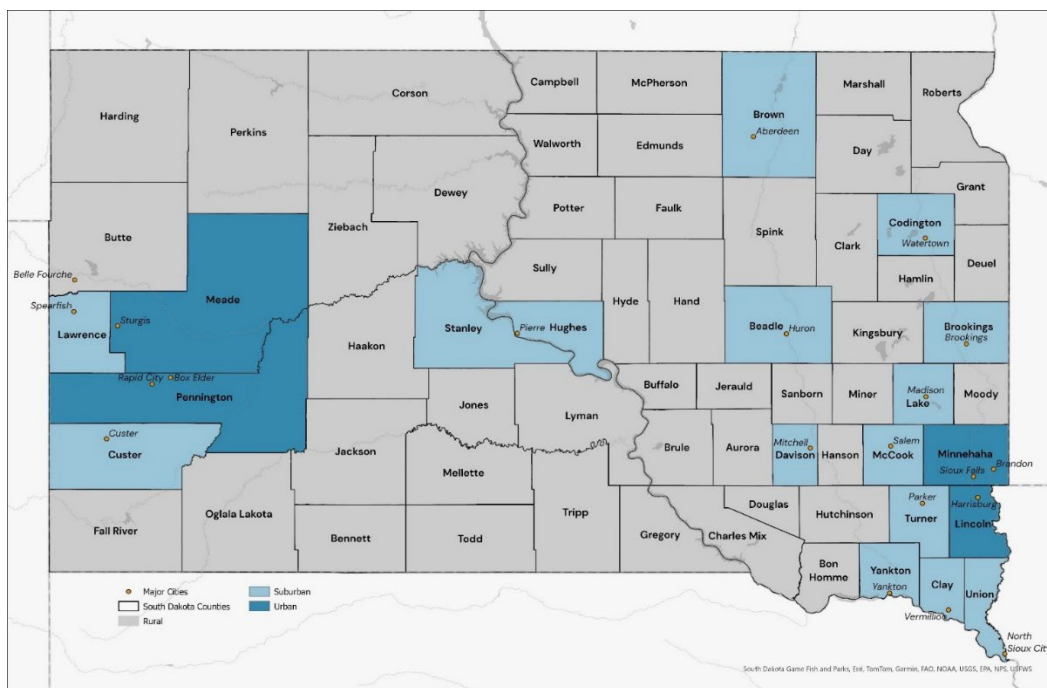 Campbell
McPherson
Marshall
Roberts
Corson
Harding
Perkins
Brown
Aberdeen
Walworth
Edmunds
Day
Dewey
Grant
Potter
Faulk
Codington
Ziebach
Spink
Clark
Watertown
Butte
Deuel
Belle Fourche
Sully
Hamlin
Meade
Hyde
Hand
Spearfish
Sturgis
Lawrence
Stanley
Pierre
Hughes
Beadle
Huron
Kingsbury
Brookings
Brookings
Haakon
Rapid City
Box Elder
Pennington
Buffalo
Jerauld
Sanborn
Miner
Madison
Lake
Moody
Jones
Lyman
Custer
Custer
Jackson
Brule
Aurora
Mitchell
Davison
Hanson
Salem
McCook
Minnehaha
Sioux Falls
Brandon
Mellette
Parker
Harrisburg
Douglas
Hutchinson
Turner
Lincoln
Fall River
Oglala Lakota
Bennett
Todd
Tripp
Gregory
Charles Mix
Bon
Homme
Yankton
Yankton
Clay
Union
Vermillion
North
Sioux City
Major Cities
South Dakota Counties
Rural
Suburban
Urban
South Dakota Game Fish and Parks, Esri, TomTom, Garmin, FAO, NOAA, USGS, EPA, NPS, USFWS